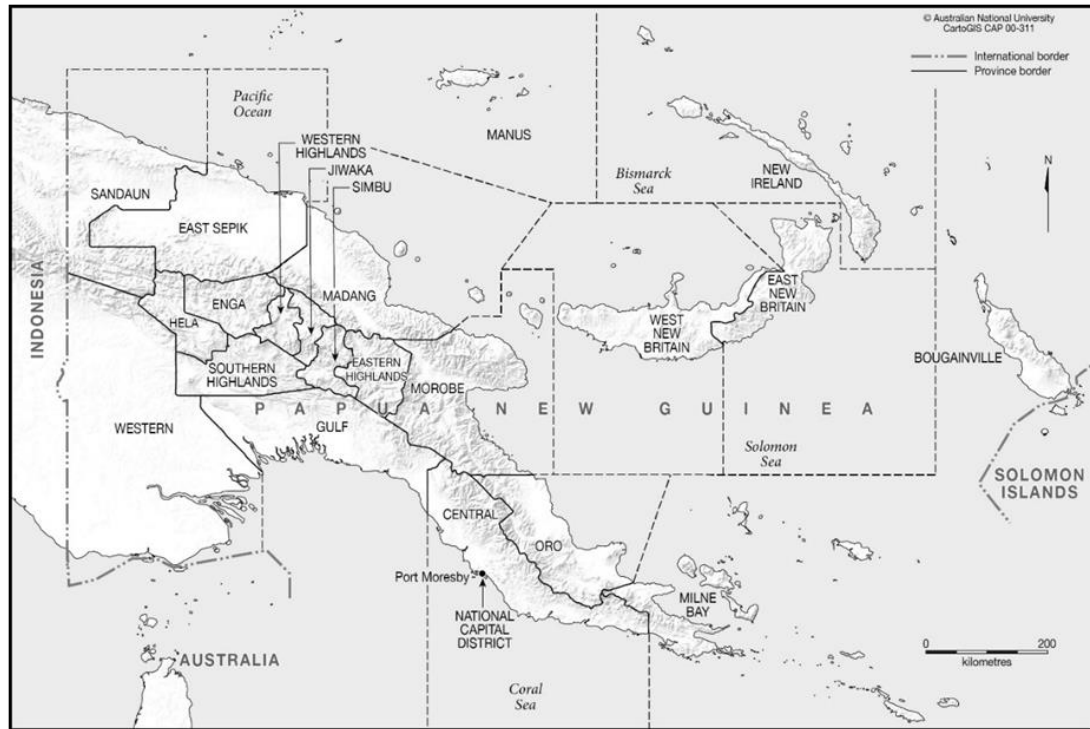 © Australian National University
CartoGIS CAP 00-311
International border
Province border
Pacific
Ocean
WESTERN
HIGHLANDS
JIWAKA
SIMBU
MANUS
Bismarck
Sea
NEW
IRELAND
N
SANDAUN
EAST SEPIK
INDONESIA
ENGA
HELA
MADANG
SOUTHERN
HIGHLANDS
EASTERN
HIGHLANDS
MOROBE
WEST
NEW
BRITAIN
EAST
NEW
BRITAIN
BOUGAINVILLE
PAPUA NEW GUINEA
WESTERN
GULF
Solomon
Sea
SOLOMON
ISLANDS
CENTRAL
ORO
Port Moresby
NATIONAL
CAPITAL
DISTRICT
MILNE
BAY
AUSTRALIA
Coral
Sea
0 200
kilometres